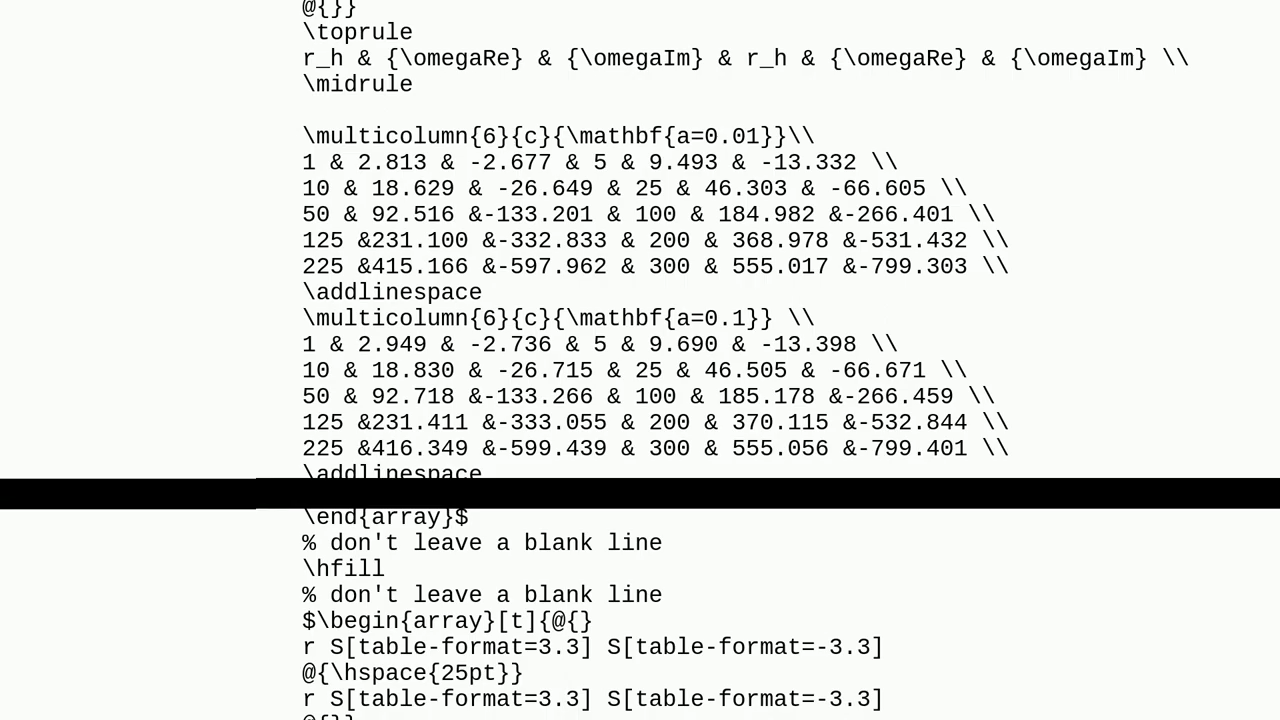 @{}}
\toprule
r_h & {\omegaRe} & {\omegaIm} & r_h & {\omegaRe} & {\omegaIm} \\
\midrule
\multicolumn{6}{c}{\mathbf{a=0.01}}\\
1 & 2.813 & -2.677 & 5 & 9.493 & -13.332 \\
10 & 18.629 & -26.649 & 25 & 46.303 & -66.605 \\
50 & 92.516 &-133.201 & 100 & 184.982 &-266.401 \\
125 &231.100 &-332.833 & 200 & 368.978 &-531.432 \\
225 &415.166 &-597.962 & 300 & 555.017 &-799.303 \\
\addlinespace
\multicolumn{6}{c}{\mathbf{a=0.1}} \\
1 & 2.949 & -2.736 & 5 & 9.690 & -13.398 \\
10 & 18.830 & -26.715 & 25 & 46.505 & -66.671 \\
50 & 92.718 &-133.266 & 100 & 185.178 &-266.459 \\
125 &231.411 &-333.055 & 200 & 370.115 &-532.844 \\
225 &416.349 &-599.439 & 300 & 555.056 &-799.401 \\
\addlinespace
\end{array}$
% don't leave a blank line
\hfill
% don't leave a blank line
$\begin{array}[t]{@{}
r S[table-format=3.3] S[table-format=-3.3]
@{\hspace{25pt}}
r S[table-format=3.3] S[table-format=-3.3]
@{}}